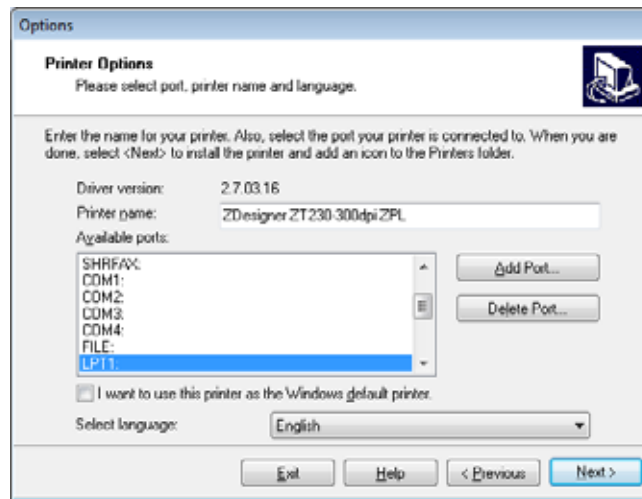 Options
Printer Options
Please select port, printer name and language.
Enter the name for your printer. Also, select the port your printer is connected to. When you are
done, select <Next> to install the printer and add an icon to the Printers folder.
Driver version: 2.7.03.16
Printer name: ZDesigner ZT230-300dpi ZPL
Available ports:
SHRFAX:
COM1:
COM2:
COM3:
COM4:
FILE:
LPT1:
Add Port...
Delete Port...
I want to use this printer as the Windows default printer.
Select language: English
Exit Help < Previous Next >